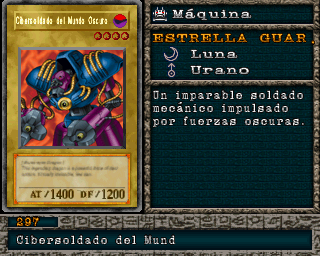 Cibersoldado del Mundo Oscuro
AT/1400 DF/1200
Máquina
ESTRELLA GUAR.
Luna
Urano
Un imparable soldado
mecánico impulsado
por fuerzas oscuras.
297
Cibersoldado del Mund